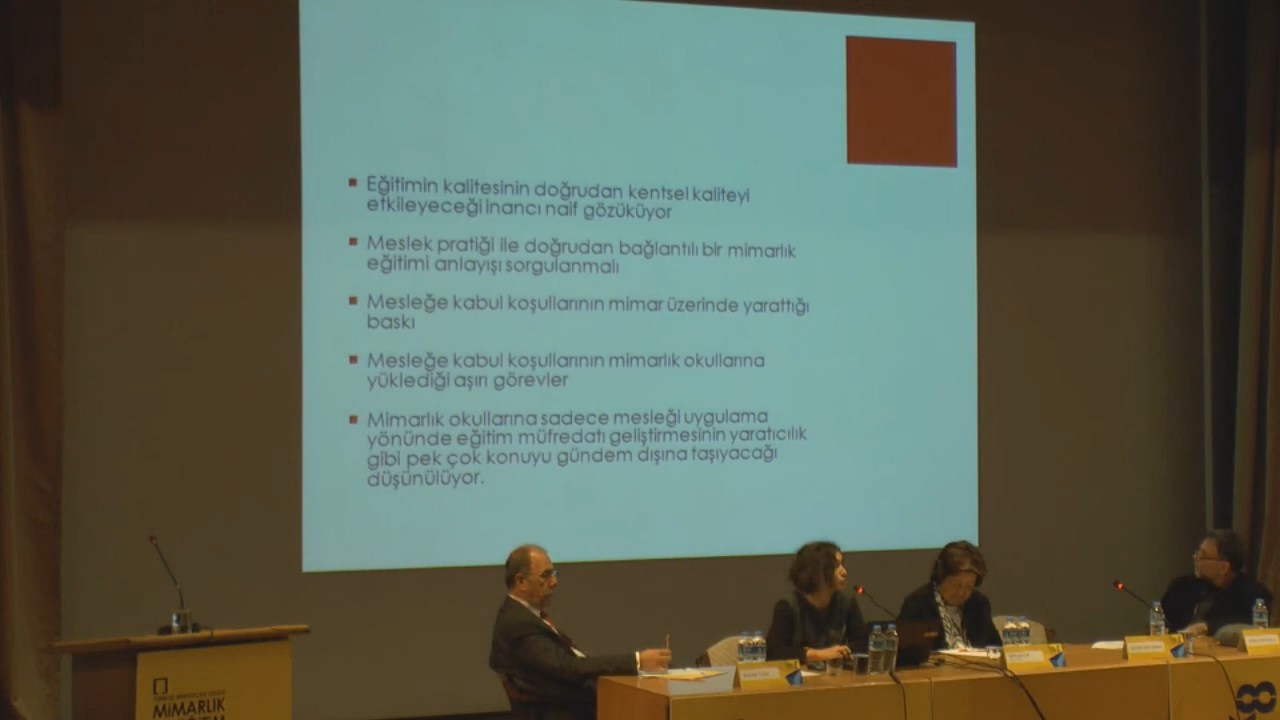 Eğitimin kalitesinin doğrudan kentsel kaliteyi
etkileyeceği inancı naif gözüküyor
Meslek pratiği ile doğrudan bağlantılı bir mimarlık
eğitimi anlayışı sorgulanmalı
Mesleğe kabul koşullarının mimar üzerinde yarattığı
baskı
Mesleğe kabul koşullarının mimarlık okullarına
yüklediği aşırı görevler
Mimarlık okullarına sadece mesleği uygulama
yönünde eğitim müfredatı geliştirmesinin yaratıcılık
gibi pek çok konuyu gündem dışına taşıyacağı
düşünülüyor.
MİMARLIK